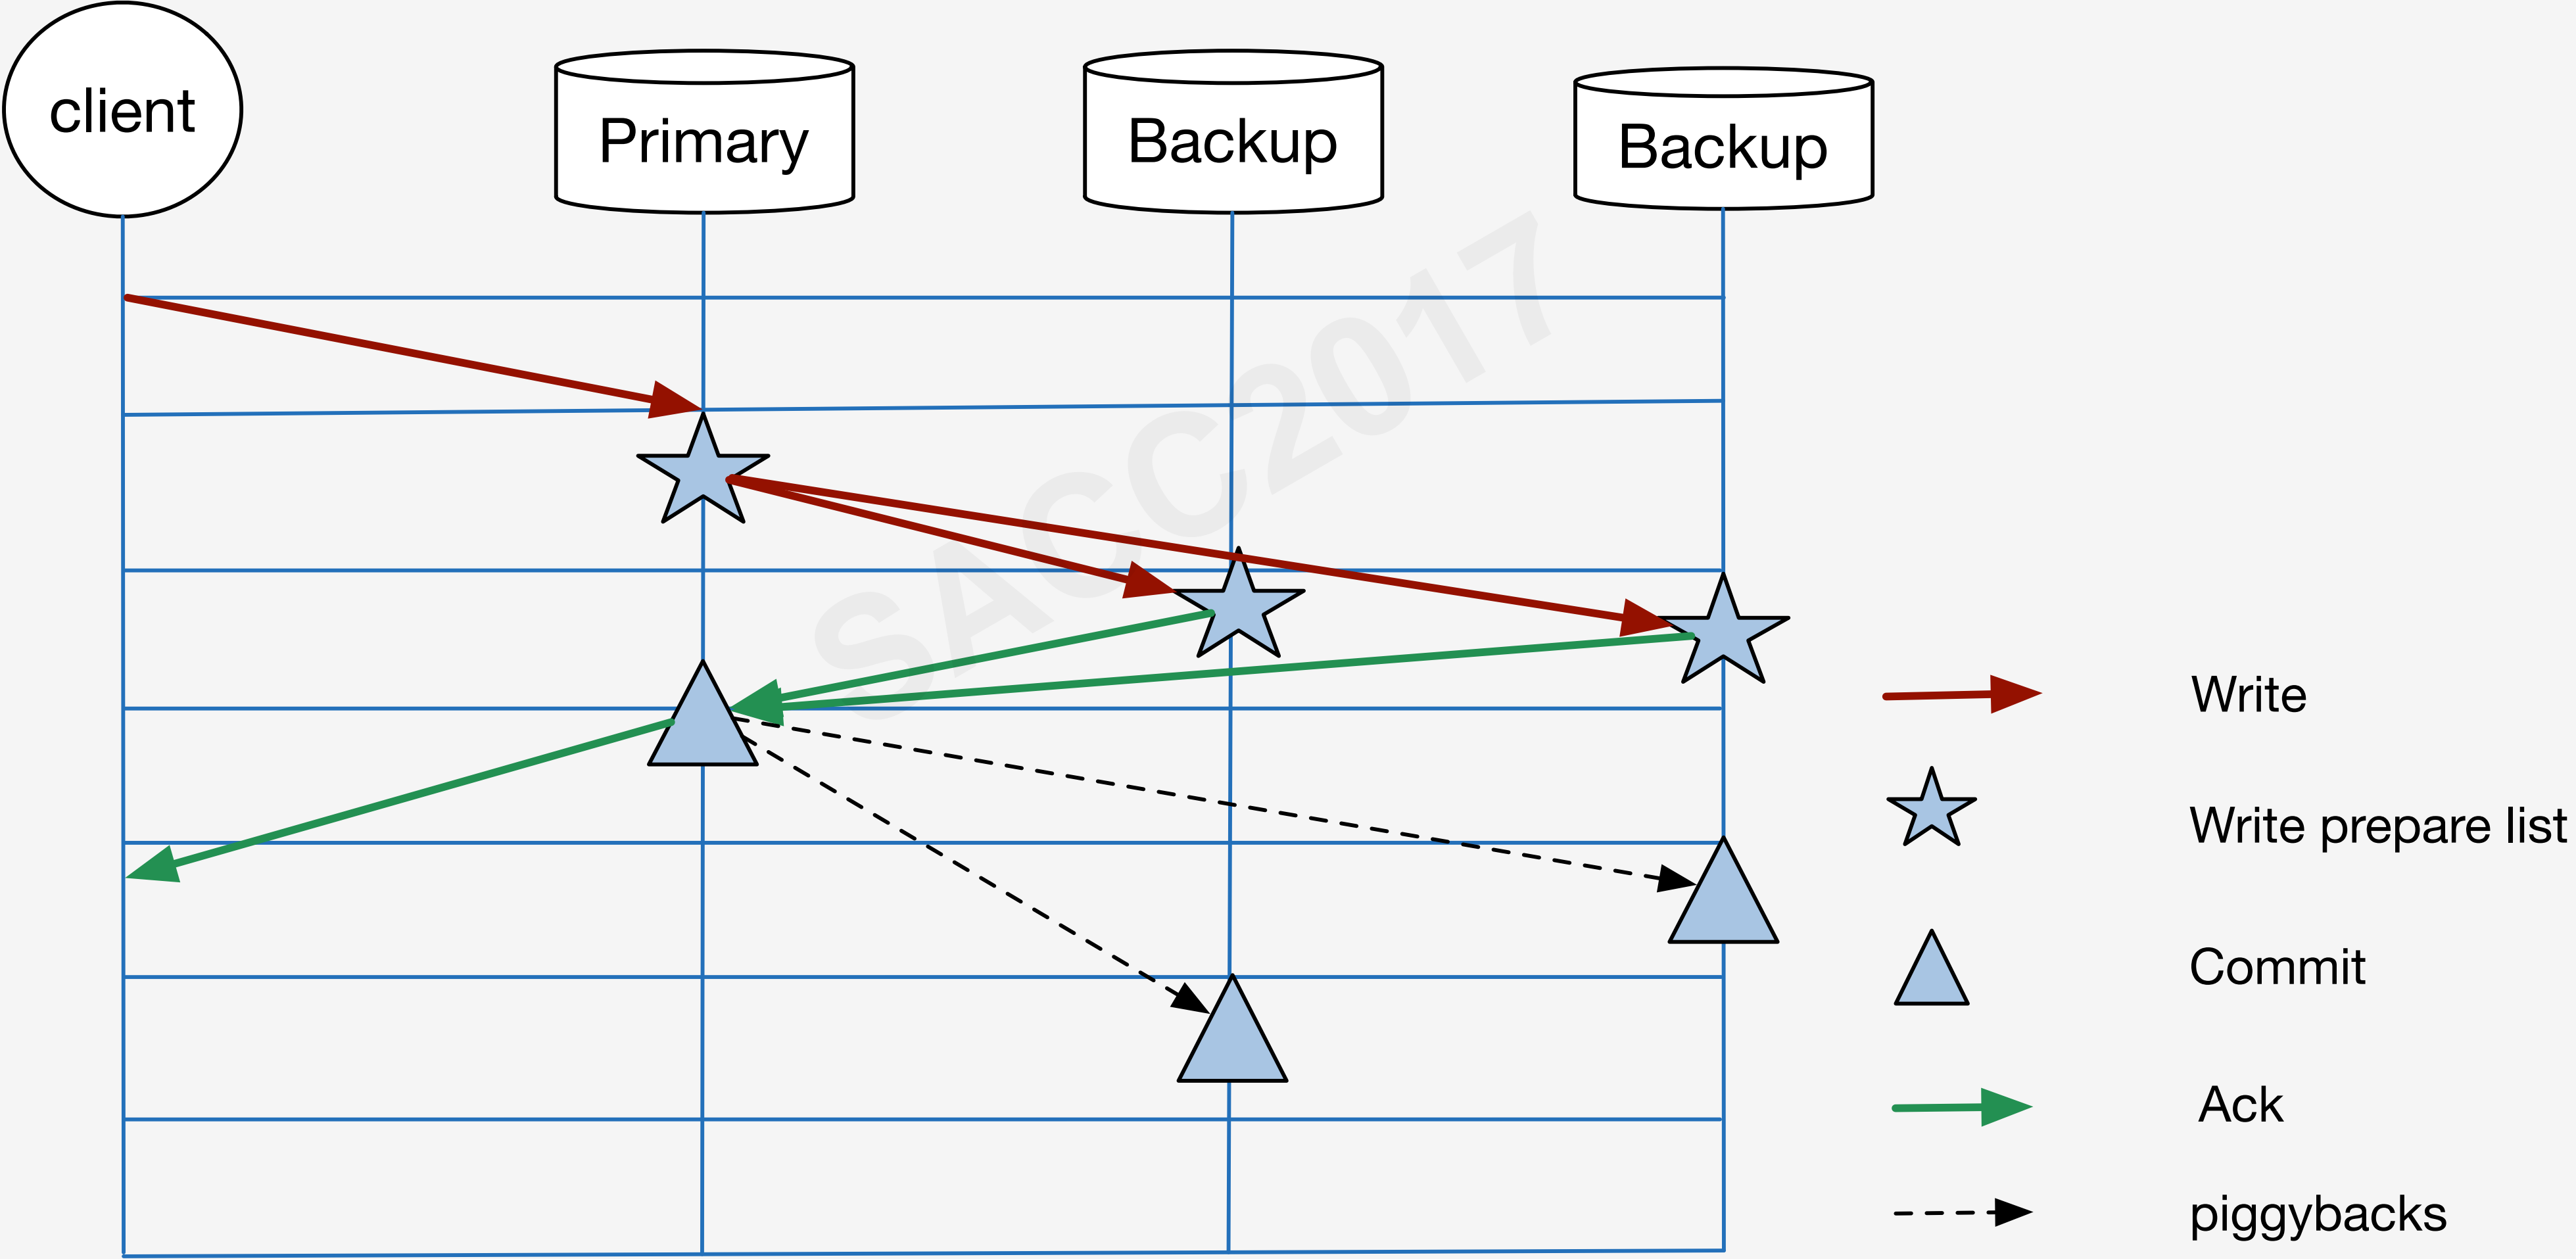 client
Primary
Backup
Backup
SACC2017
Write
Write prepare list
Commit
Ack
piggybacks